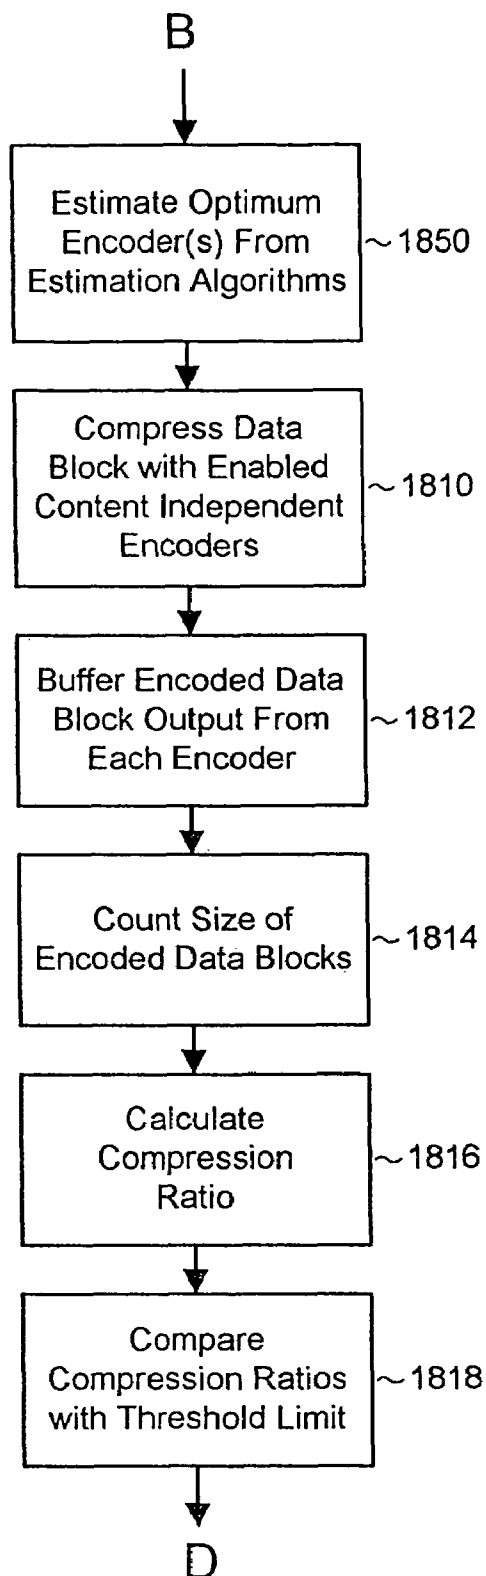 B
Estimate Optimum
Encoder(s) From
Estimation Algorithms
~1850
Compress Data
Block with Enabled
Content Independent
Encoders
~1810
Buffer Encoded Data
Block Output From
Each Encoder
~1812
Count Size of
Encoded Data Blocks
~1814
Calculate
Compression
Ratio
~1816
Compare
Compression Ratios
with Threshold Limit
~1818
D